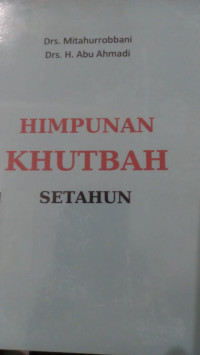 Drs. Mitahurrobbani
Drs. H. Abu Ahmadi
HIMPUNAN
KHUTBAH
SETAHUN